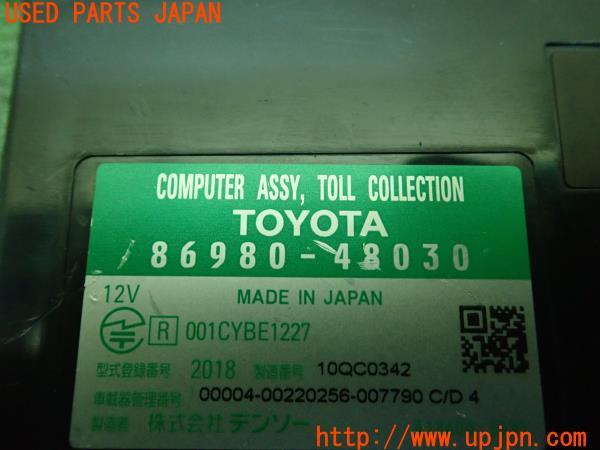 USED PARTS JAPAN
COMPUTER ASSY, TOLL COLLECTION
TOYOTA
86980-48030
12V
MADE IN JAPAN
R 001CYBE1227
型式登録番号 2018 製造番号 10QC0342
車載器管理番号 00004-00220256-007790 C/D 4
製造者 株式会社デンソー
http://www.upjpn.com